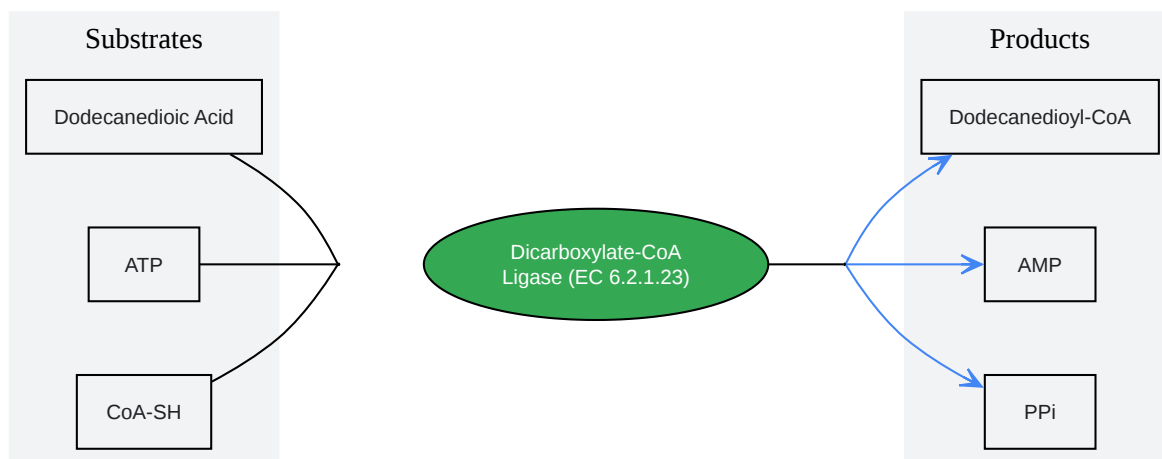 Substrates
Products
Dodecanedioic Acid
Dodecanedioyl-CoA
Dicarboxylate-CoA
Ligase (EC 6.2.1.23)
ATP
AMP
CoA-SH
PPi